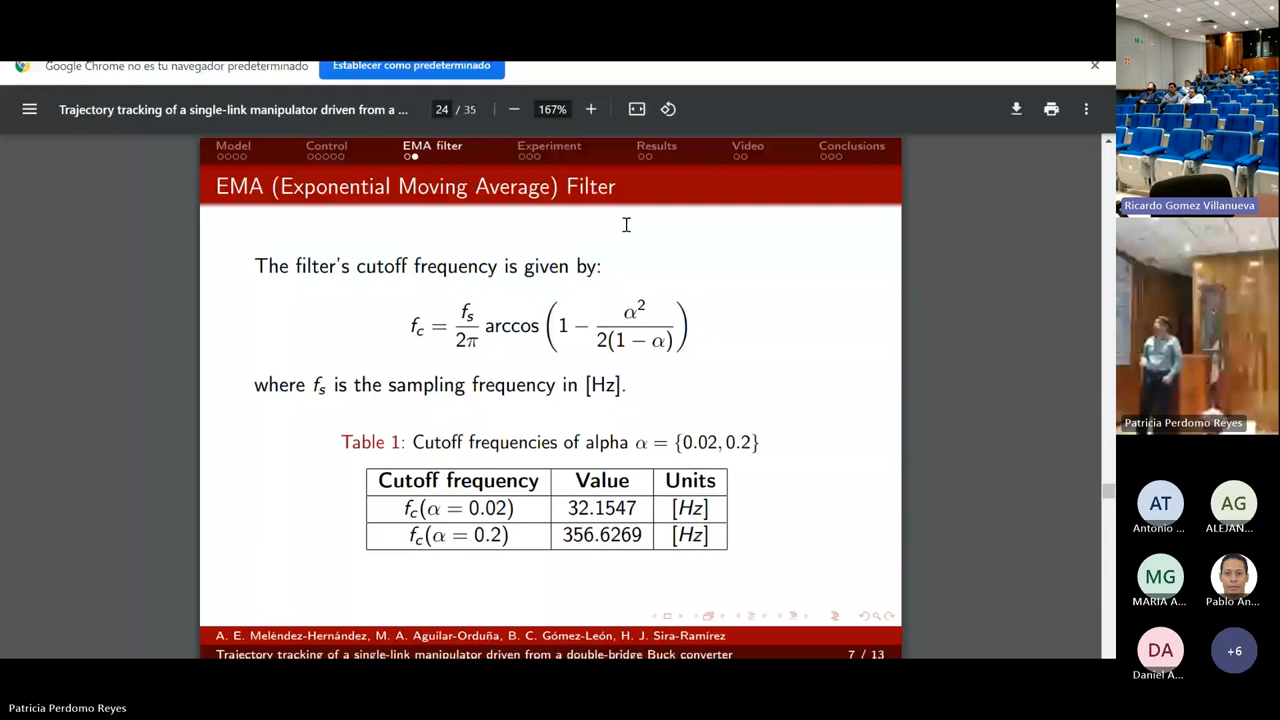 Google Chrome no es tu navegador predeterminado
Establecer como predeterminado
Trajectory tracking of a single-link manipulator driven from a ...
24 / 35
167%
Model Control EMA filter Experiment Results Video Conclusions
EMA (Exponential Moving Average) Filter
The filter's cutoff frequency is given by:
f_c = f_s/2π arccos (1 − α²/2(1 − α))
where f_s is the sampling frequency in [Hz].
Table 1: Cutoff frequencies of alpha α = {0.02, 0.2}
Cutoff frequency Value Units
f_c(α = 0.02) 32.1547 [Hz]
f_c(α = 0.2) 356.6269 [Hz]
A. E. Meléndez-Hernández, M. A. Aguilar-Orduña, B. C. Gómez-León, H. J. Sira-Ramírez
Trajectory tracking of a single-link manipulator driven from a double-bridge Buck converter
7 / 13
Ricardo Gomez Villanueva
Patricia Perdomo Reyes
AT
Antonio ...
AG
ALEJAN...
MG
MARIA A...
Pablo An...
DA
Daniel A...
+6
Patricia Perdomo Reyes